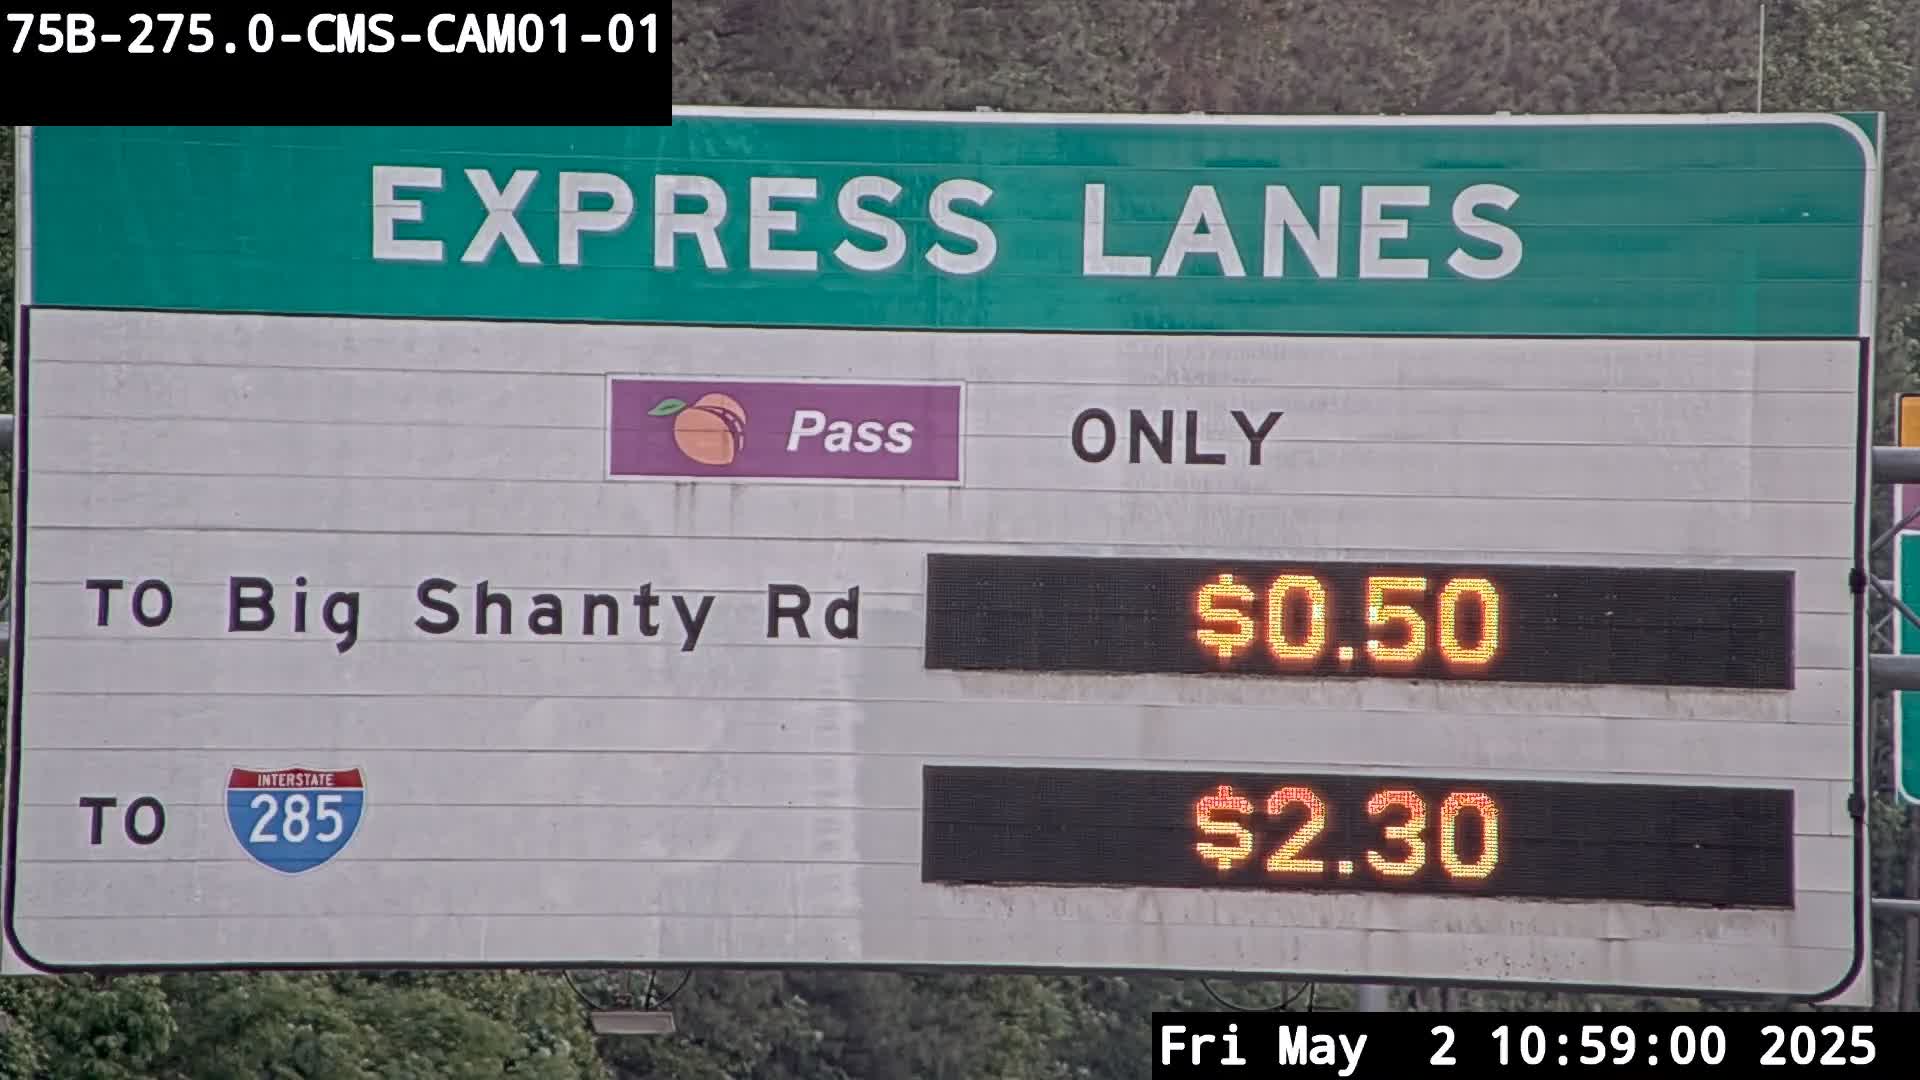 75B-275.0-CMS-CAM01-01
EXPRESS LANES
Pass ONLY
TO Big Shanty Rd $0.50
INTERSTATE
TO 285 $2.30
Fri May 2 10:59:00 2025